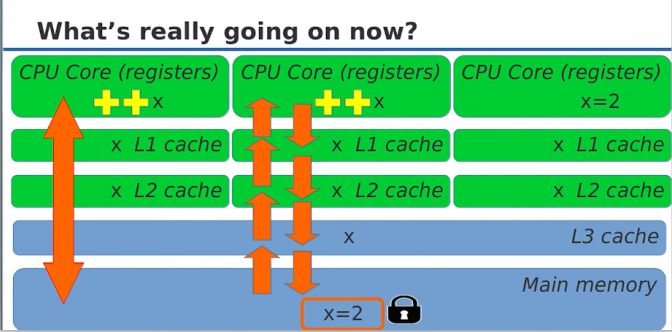 What's really going on now?
CPU Core (registers) CPU Core (registers) CPU Core (registers)
++x ++x x=2
x L1 cache x L1 cache x L1 cache
x L2 cache x L2 cache x L2 cache
x L3 cache
Main memory
x=2